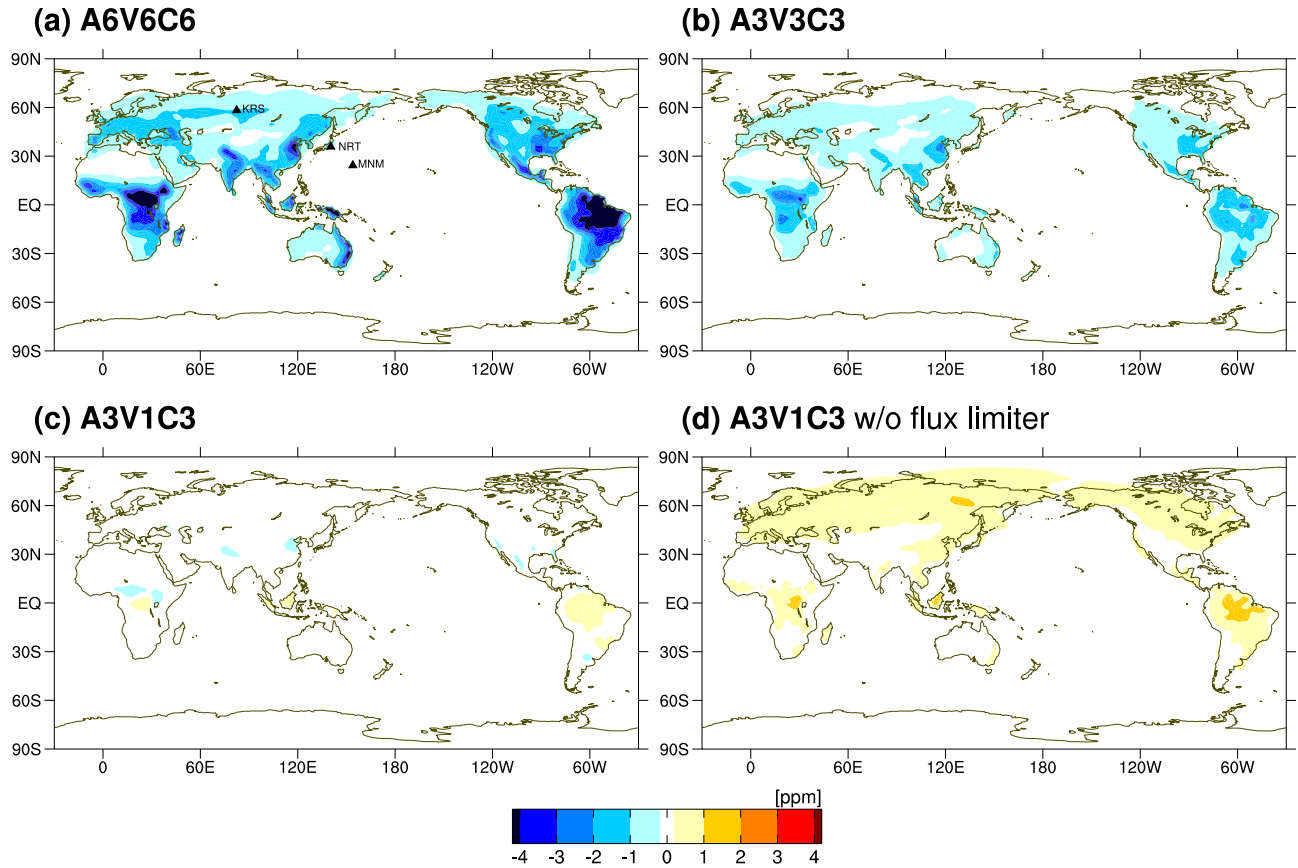 (a) A6V6C6
(b) A3V3C3
90N
60N
30N
EQ
30S
60S
90S
KRS
NRT
MNM
0 60E 120E 180 120W 60W
90N
60N
30N
EQ
30S
60S
90S
0 60E 120E 180 120W 60W
(c) A3V1C3
(d) A3V1C3 w/o flux limiter
90N
60N
30N
EQ
30S
60S
90S
0 60E 120E 180 120W 60W
90N
60N
30N
EQ
30S
60S
90S
0 60E 120E 180 120W 60W
[ppm]
-4 -3 -2 -1 0 1 2 3 4